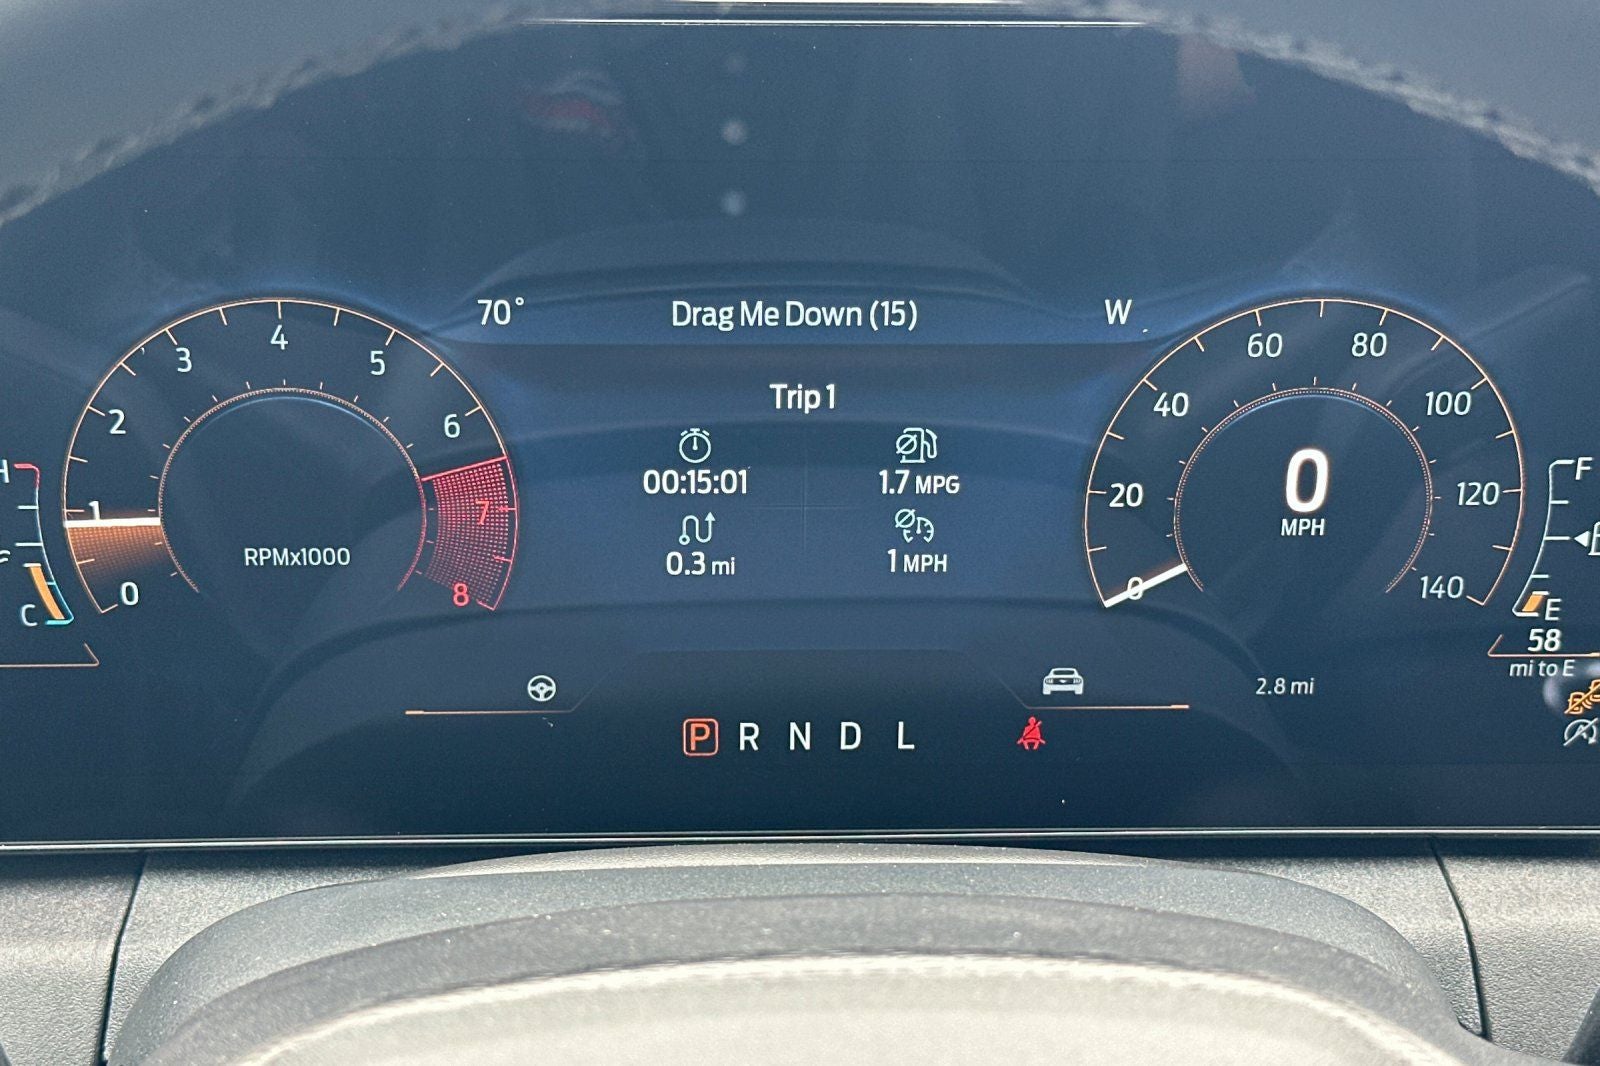 70° Drag Me Down (15) W
Trip 1
00:15:01 1.7 MPG
0.3 mi 1 MPH
0 1 2 3 4 5 6 7 8
RPMx1000
0 20 40 60 80 100 120 140
0
MPH
H
C
F
E
58
mi to E
2.8 mi
P R N D L